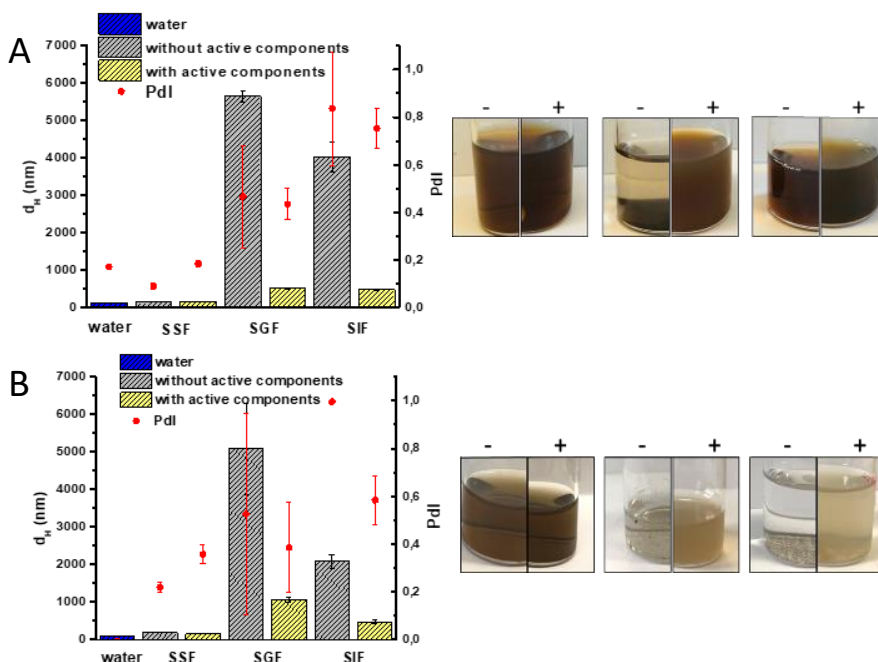 A
water
without active components
with active components
PdI
7000
6000
5000
4000
3000
2000
1000
0
d_H (nm)
1,0
0,8
0,6
0,4
0,2
0,0
PdI
water SSF SGF SIF
- + - + - +
B
water
without active components
with active components
PdI
7000
6000
5000
4000
3000
2000
1000
0
d_H (nm)
1,0
0,8
0,6
0,4
0,2
0,0
PdI
water SSF SGF SIF
- + - + - +